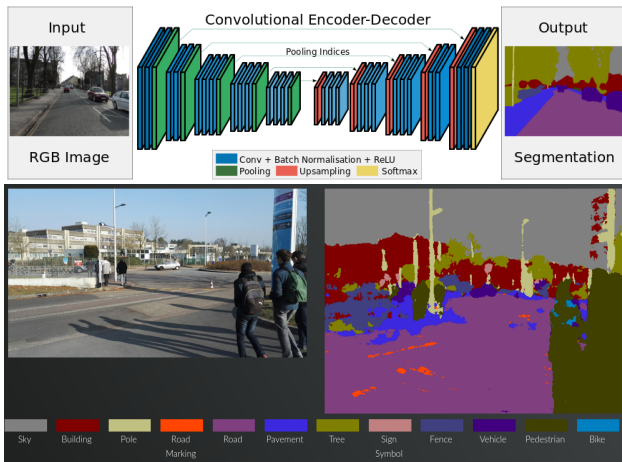 Input
Convolutional Encoder-Decoder
Output
Pooling Indices
RGB Image
Conv + Batch Normalisation + ReLU
Pooling
Upsampling
Softmax
Segmentation
Sky
Building
Pole
Road
Marking
Road
Pavement
Tree
Sign
Symbol
Fence
Vehicle
Pedestrian
Bike